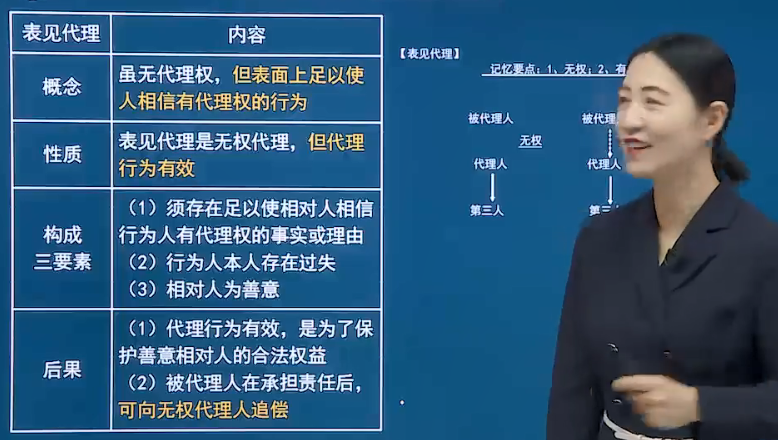 表见代理
内容
概念
虽无代理权，但表面上足以使
人相信有代理权的行为
性质
表见代理是无权代理，但代理
行为有效
构成
三要素
（1）须存在足以使相对人相信
行为人有代理权的事实或理由
（2）行为人本人存在过失
（3）相对人为善意
后果
（1）代理行为有效，是为了保
护善意相对人的合法权益
（2）被代理人在承担责任后，
可向无权代理人追偿
【表见代理】
记忆要点：1、无权；2、有
被代理人
被代理
无权
代理人
代理人
第三人
第三